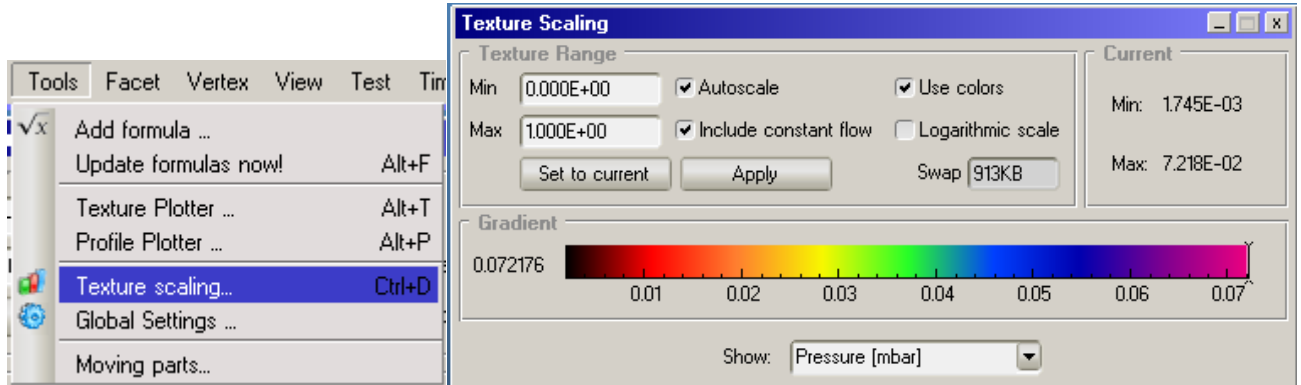 Tools Facet Vertex View Test Tim
√x Add formula ...
Update formulas now! Alt+F
Texture Plotter ... Alt+T
Profile Plotter ... Alt+P
Texture scaling... Ctrl+D
Global Settings ...
Moving parts...
Texture Scaling
Texture Range
Min 0.000E+00 Autoscale Use colors
Max 1.000E+00 Include constant flow Logarithmic scale
Set to current Apply Swap 913KB
Current
Min: 1.745E-03
Max: 7.218E-02
Gradient
0.072176
0.01 0.02 0.03 0.04 0.05 0.06 0.07
Show: Pressure [mbar]